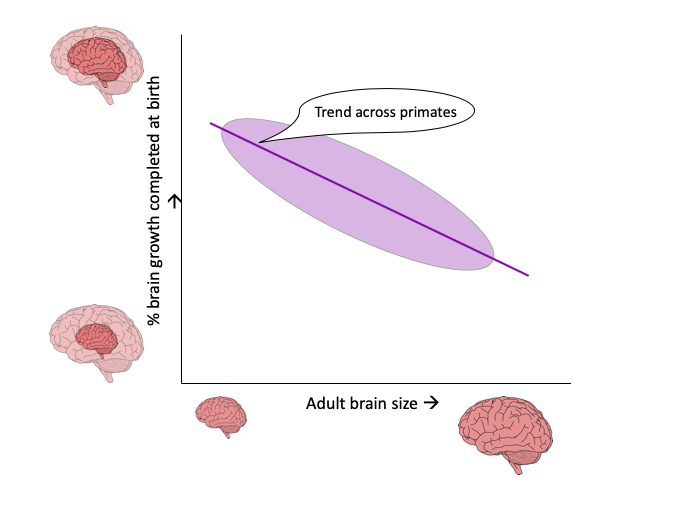 Trend across primates
% brain growth completed at birth →
Adult brain size →